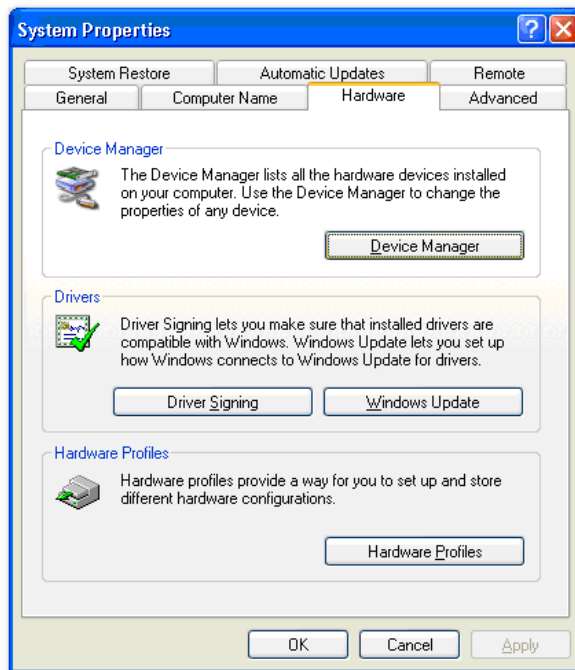 System Properties
?
System Restore
Automatic Updates
Remote
General
Computer Name
Hardware
Advanced
Device Manager
The Device Manager lists all the hardware devices installed
on your computer. Use the Device Manager to change the
properties of any device.
Device Manager
Drivers
Driver Signing lets you make sure that installed drivers are
compatible with Windows. Windows Update lets you set up
how Windows connects to Windows Update for drivers.
Driver Signing
Windows Update
Hardware Profiles
Hardware profiles provide a way for you to set up and store
different hardware configurations.
Hardware Profiles
OK
Cancel
Apply